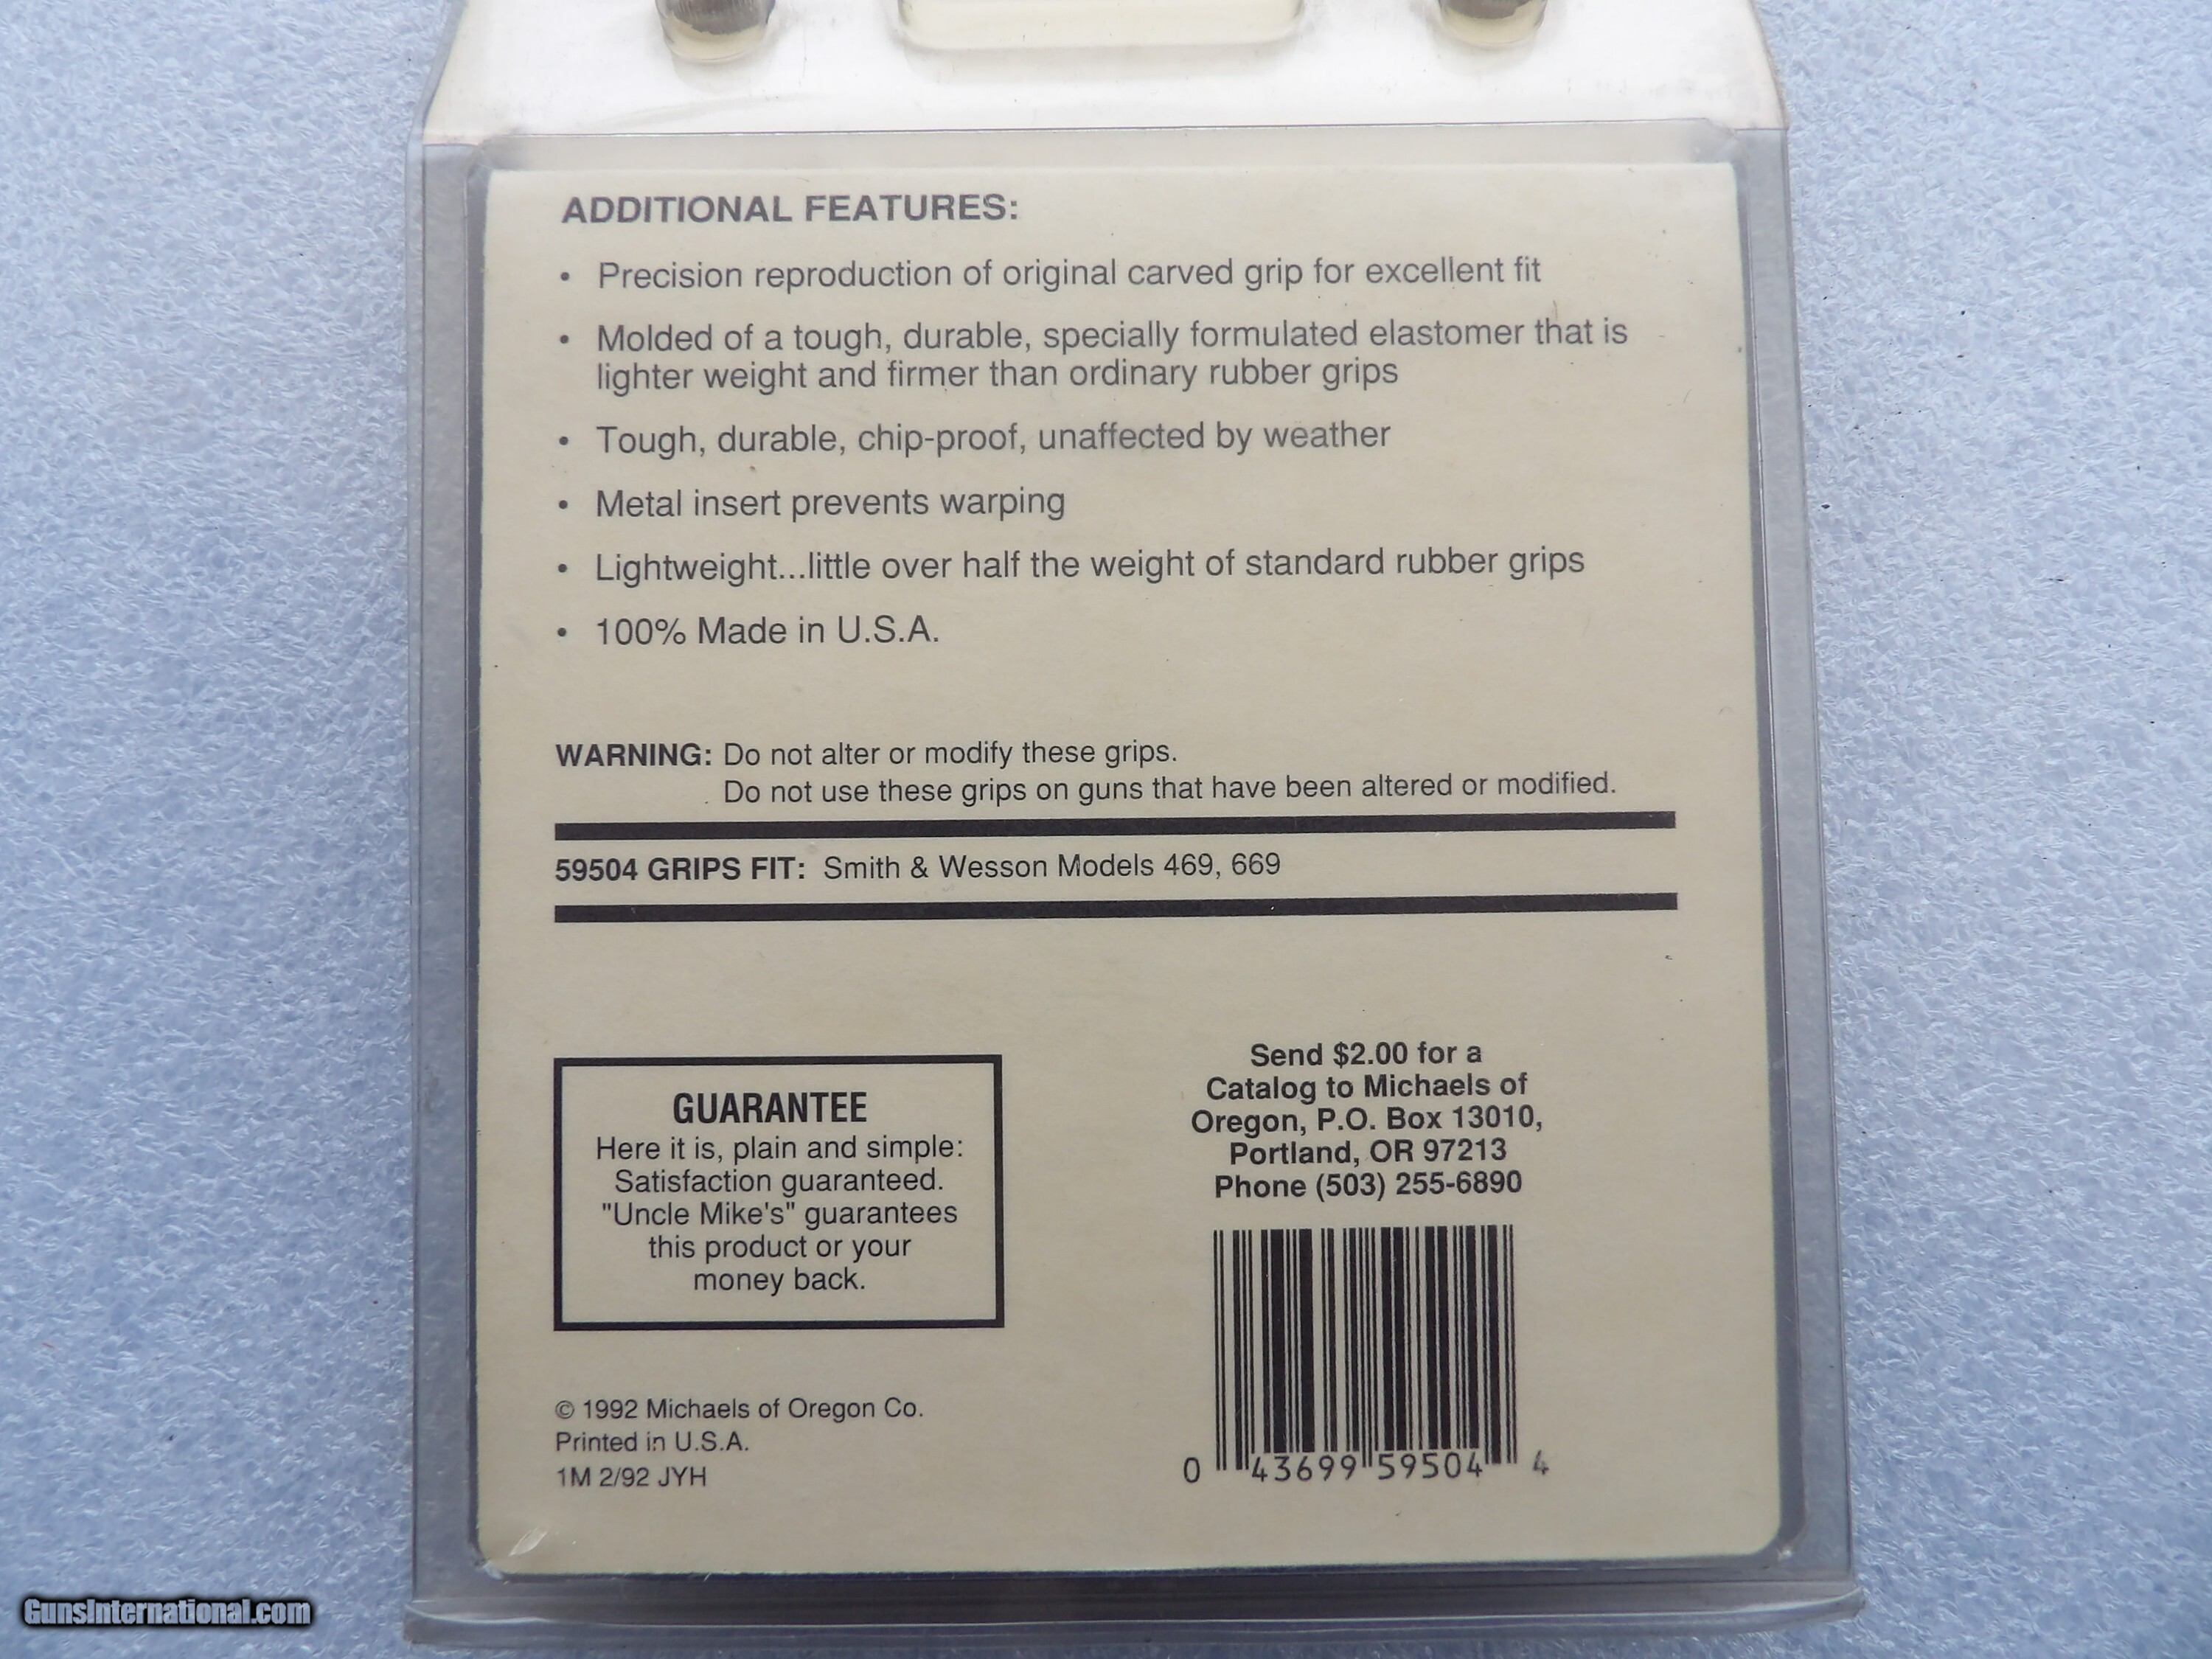 ADDITIONAL FEATURES:
• Precision reproduction of original carved grip for excellent fit
• Molded of a tough, durable, specially formulated elastomer that is
lighter weight and firmer than ordinary rubber grips
• Tough, durable, chip-proof, unaffected by weather
• Metal insert prevents warping
• Lightweight...little over half the weight of standard rubber grips
• 100% Made in U.S.A.
WARNING: Do not alter or modify these grips.
Do not use these grips on guns that have been altered or modified.
59504 GRIPS FIT: Smith & Wesson Models 469, 669
GUARANTEE
Here it is, plain and simple:
Satisfaction guaranteed.
"Uncle Mike's" guarantees
this product or your
money back.
Send $2.00 for a
Catalog to Michaels of
Oregon, P.O. Box 13010,
Portland, OR 97213
Phone (503) 255-6890
© 1992 Michaels of Oregon Co.
Printed in U.S.A.
1M 2/92 JYH
0 43699 59504 4
GunsInternational.com